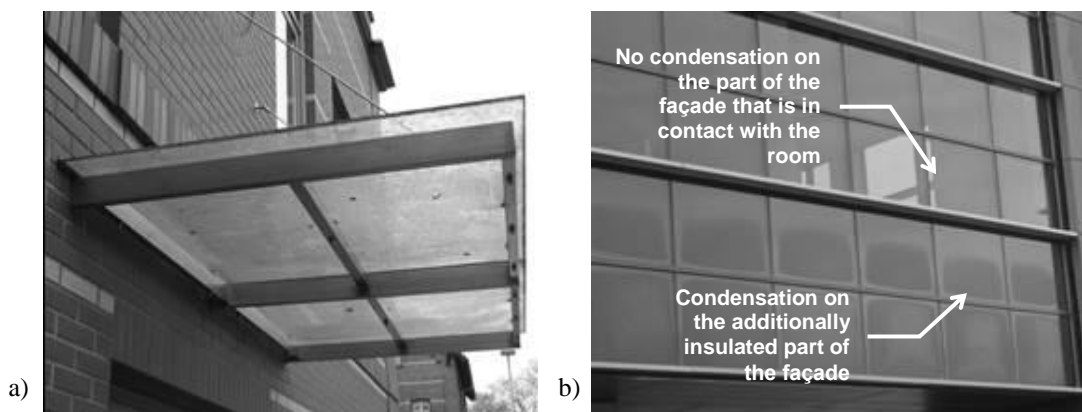 No condensation on
the part of the
façade that is in
contact with the
room
Condensation on
the additionally
insulated part of
the façade
a)
b)